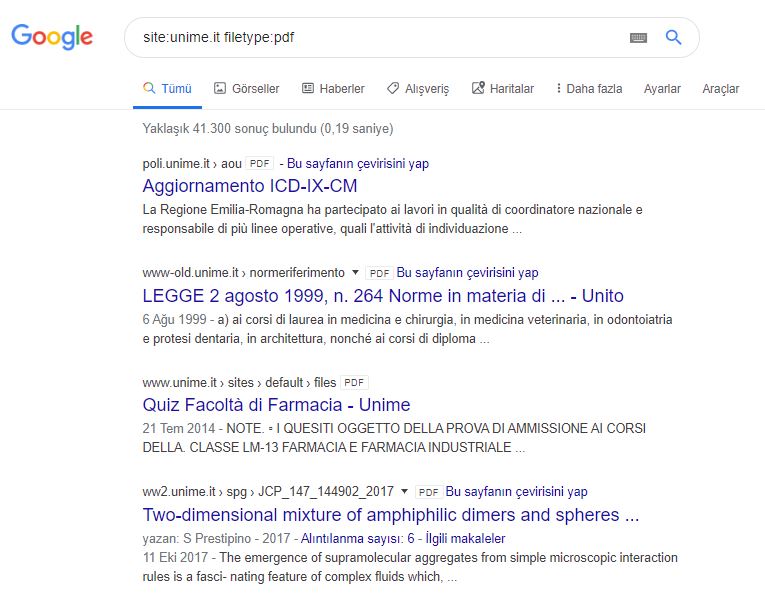 Google
site:unime.it filetype:pdf
Tümü Görseller Haberler Alışveriş Haritalar Daha fazla Ayarlar Araçlar
Yaklaşık 41.300 sonuç bulundu (0,19 saniye)
poli.unime.it › aou PDF - Bu sayfanın çevirisini yap
Aggiornamento ICD-IX-CM
La Regione Emilia-Romagna ha partecipato ai lavori in qualità di coordinatore nazionale e
responsabile di più linee operative, quali l'attività di individuazione ...
www-old.unime.it › normeriferimento ▼ PDF Bu sayfanın çevirisini yap
LEGGE 2 agosto 1999, n. 264 Norme in materia di ... - Unito
6 Ağu 1999 - a) ai corsi di laurea in medicina e chirurgia, in medicina veterinaria, in odontoiatria
e protesi dentaria, in architettura, nonché ai corsi di diploma ...
www.unime.it › sites › default › files PDF
Quiz Facoltà di Farmacia - Unime
21 Tem 2014 - NOTE. ▫ I QUESITI OGGETTO DELLA PROVA DI AMMISSIONE AI CORSI
DELLA. CLASSE LM-13 FARMACIA E FARMACIA INDUSTRIALE ...
ww2.unime.it › spg › JCP_147_144902_2017 ▼ PDF Bu sayfanın çevirisini yap
Two-dimensional mixture of amphiphilic dimers and spheres ...
yazan: S Prestipino - 2017 - Alıntılanma sayısı: 6 - İlgili makaleler
11 Eki 2017 - The emergence of supramolecular aggregates from simple microscopic interaction
rules is a fasci- nating feature of complex fluids which, ...